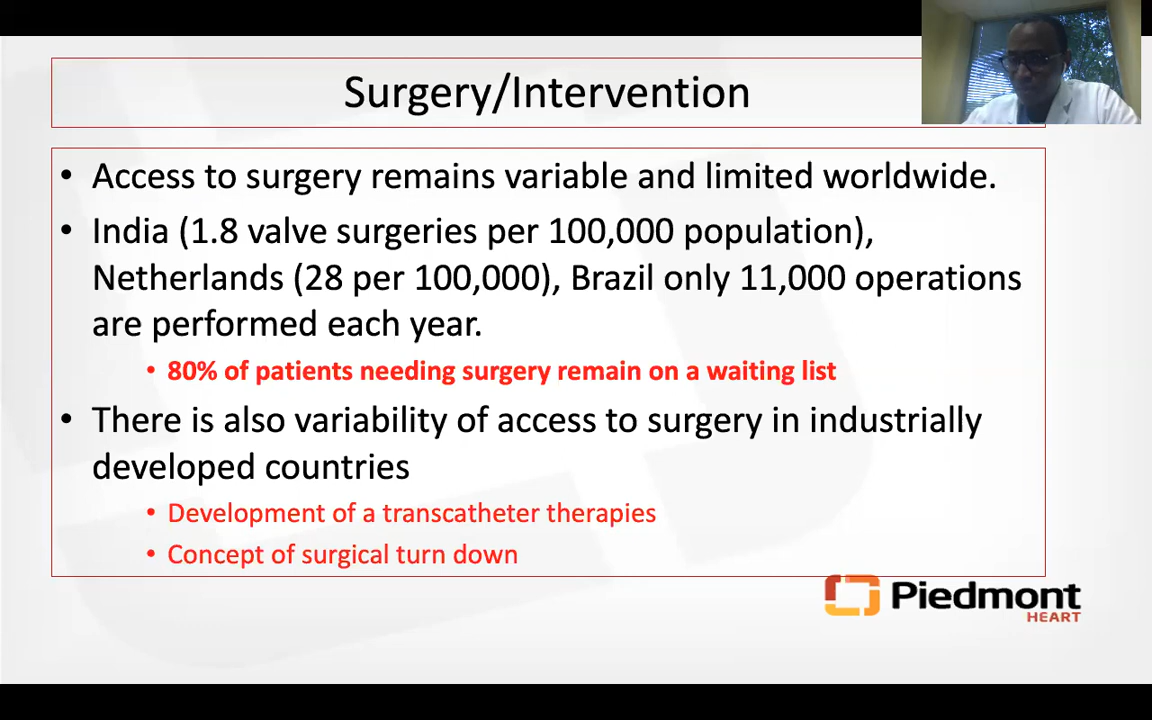 Surgery/Intervention
• Access to surgery remains variable and limited worldwide.
• India (1.8 valve surgeries per 100,000 population),
Netherlands (28 per 100,000), Brazil only 11,000 operations
are performed each year.
• 80% of patients needing surgery remain on a waiting list
• There is also variability of access to surgery in industrially
developed countries
• Development of a transcatheter therapies
• Concept of surgical turn down
Piedmont
HEART